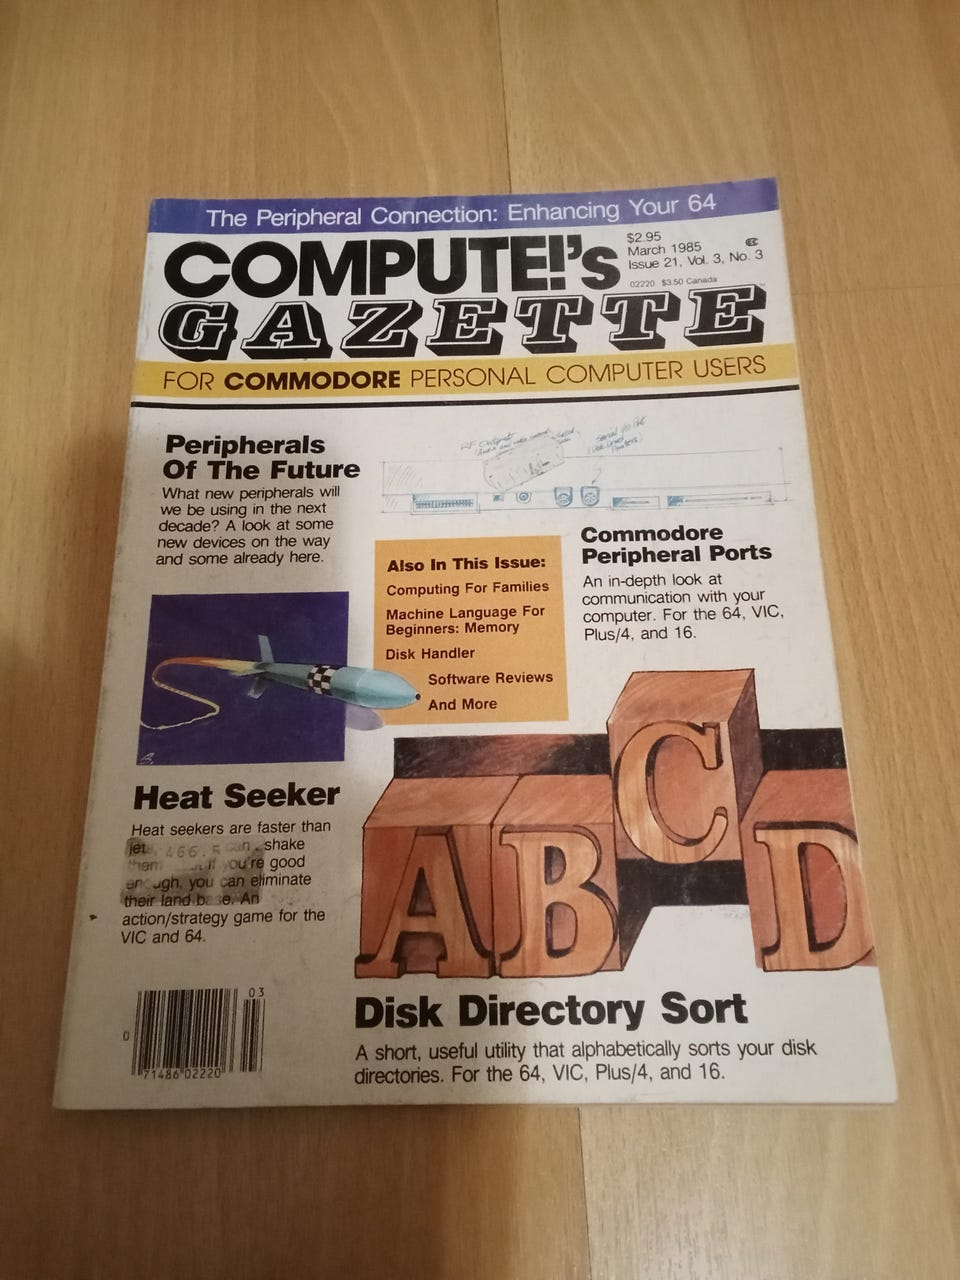 The Peripheral Connection: Enhancing Your 64
COMPUTE!'s
$2.95
March 1985
Issue 21, Vol. 3, No. 3
02220 $3.50 Canada
GAZETTE
FOR COMMODORE PERSONAL COMPUTER USERS
Peripherals
Of The Future
What new peripherals will
we be using in the next
decade? A look at some
new devices on the way
and some already here.
RF Output
Commodore
Peripheral Ports
An in-depth look at
communication with your
computer. For the 64, VIC,
Plus/4, and 16.
Also In This Issue:
Computing For Families
Machine Language For
Beginners: Memory
Disk Handler
Software Reviews
And More
Heat Seeker
Heat seekers are faster than
shake
you're good
you can eliminate
their land An
action/strategy game for the
VIC and 64.
A B C D
Disk Directory Sort
A short, useful utility that alphabetically sorts your disk
directories. For the 64, VIC, Plus/4, and 16.
03
0
71486 02220